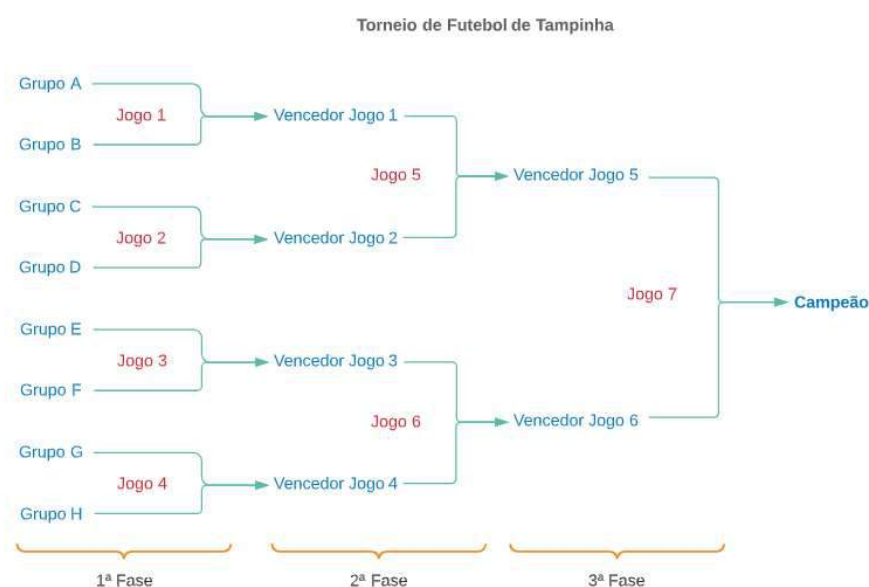 Torneio de Futebol de Tampinha
Grupo A
Jogo 1
Grupo B
Vencedor Jogo 1
Jogo 5
Grupo C
Jogo 2
Grupo D
Vencedor Jogo 2
Vencedor Jogo 5
Jogo 7
Campeão
Grupo E
Jogo 3
Grupo F
Vencedor Jogo 3
Jogo 6
Grupo G
Jogo 4
Grupo H
Vencedor Jogo 4
Vencedor Jogo 6
1ª Fase
2ª Fase
3ª Fase